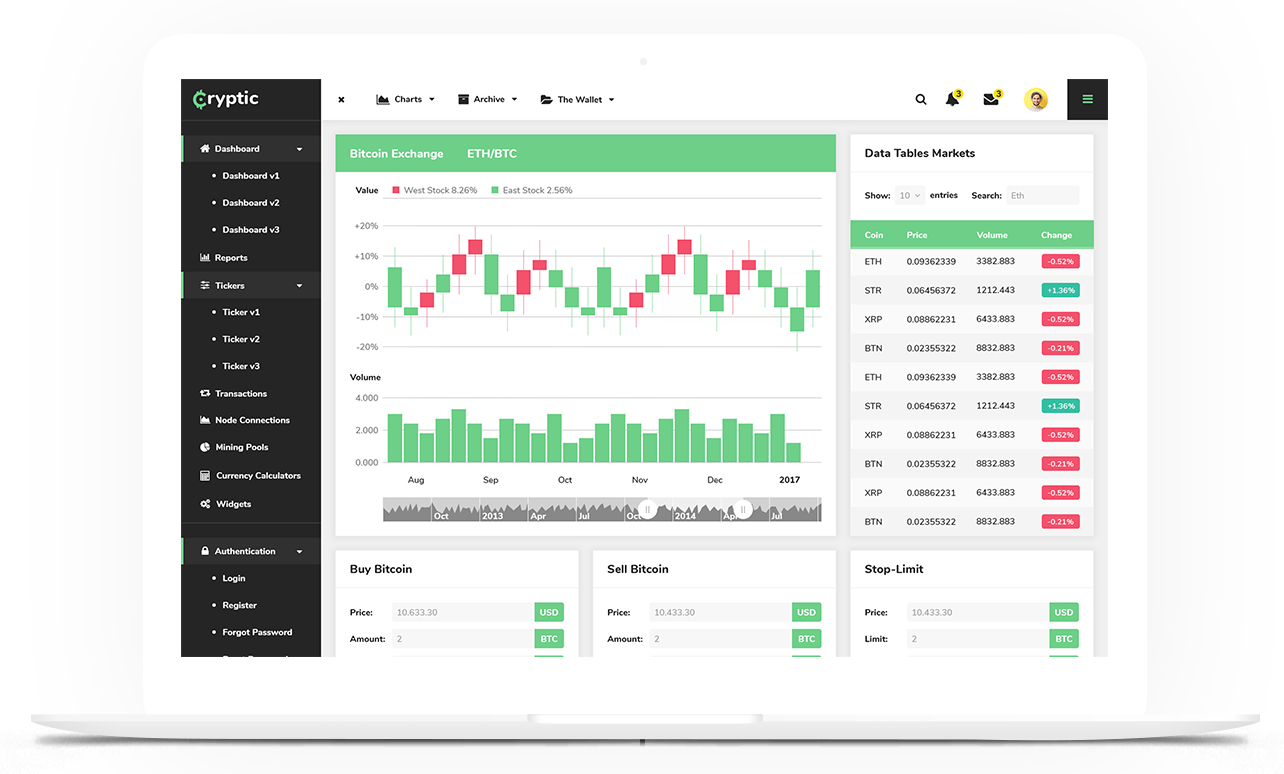 Cryptic
Charts
Archive
The Wallet
3
3
Dashboard
Dashboard v1
Dashboard v2
Dashboard v3
Reports
Tickers
Ticker v1
Ticker v2
Ticker v3
Transactions
Node Connections
Mining Pools
Currency Calculators
Widgets
Authentication
Login
Register
Forgot Password
Bitcoin Exchange ETH/BTC
Value West Stock 8.26% East Stock 2.56%
+20%
+10%
0%
-10%
-20%
Volume
4.000
2.000
0.000
Aug Sep Oct Nov Dec 2017
Oct 2013 Apr Jul Oct 2014 Apr Jul
Data Tables Markets
Show: 10 entries Search: Eth
Coin Price Volume Change
ETH 0.09362339 3382.883 -0.52%
STR 0.06456372 1212.443 +1.36%
XRP 0.08862231 6433.883 -0.52%
BTN 0.02355322 8832.883 -0.21%
ETH 0.09362339 3382.883 -0.52%
STR 0.06456372 1212.443 +1.36%
XRP 0.08862231 6433.883 -0.52%
BTN 0.02355322 8832.883 -0.21%
XRP 0.08862231 6433.883 -0.52%
BTN 0.02355322 8832.883 -0.21%
Buy Bitcoin
Price: 10.633.30 USD
Amount: 2 BTC
Sell Bitcoin
Price: 10.433.30 USD
Amount: 2 BTC
Stop-Limit
Price: 10.433.30 USD
Limit: 2 BTC